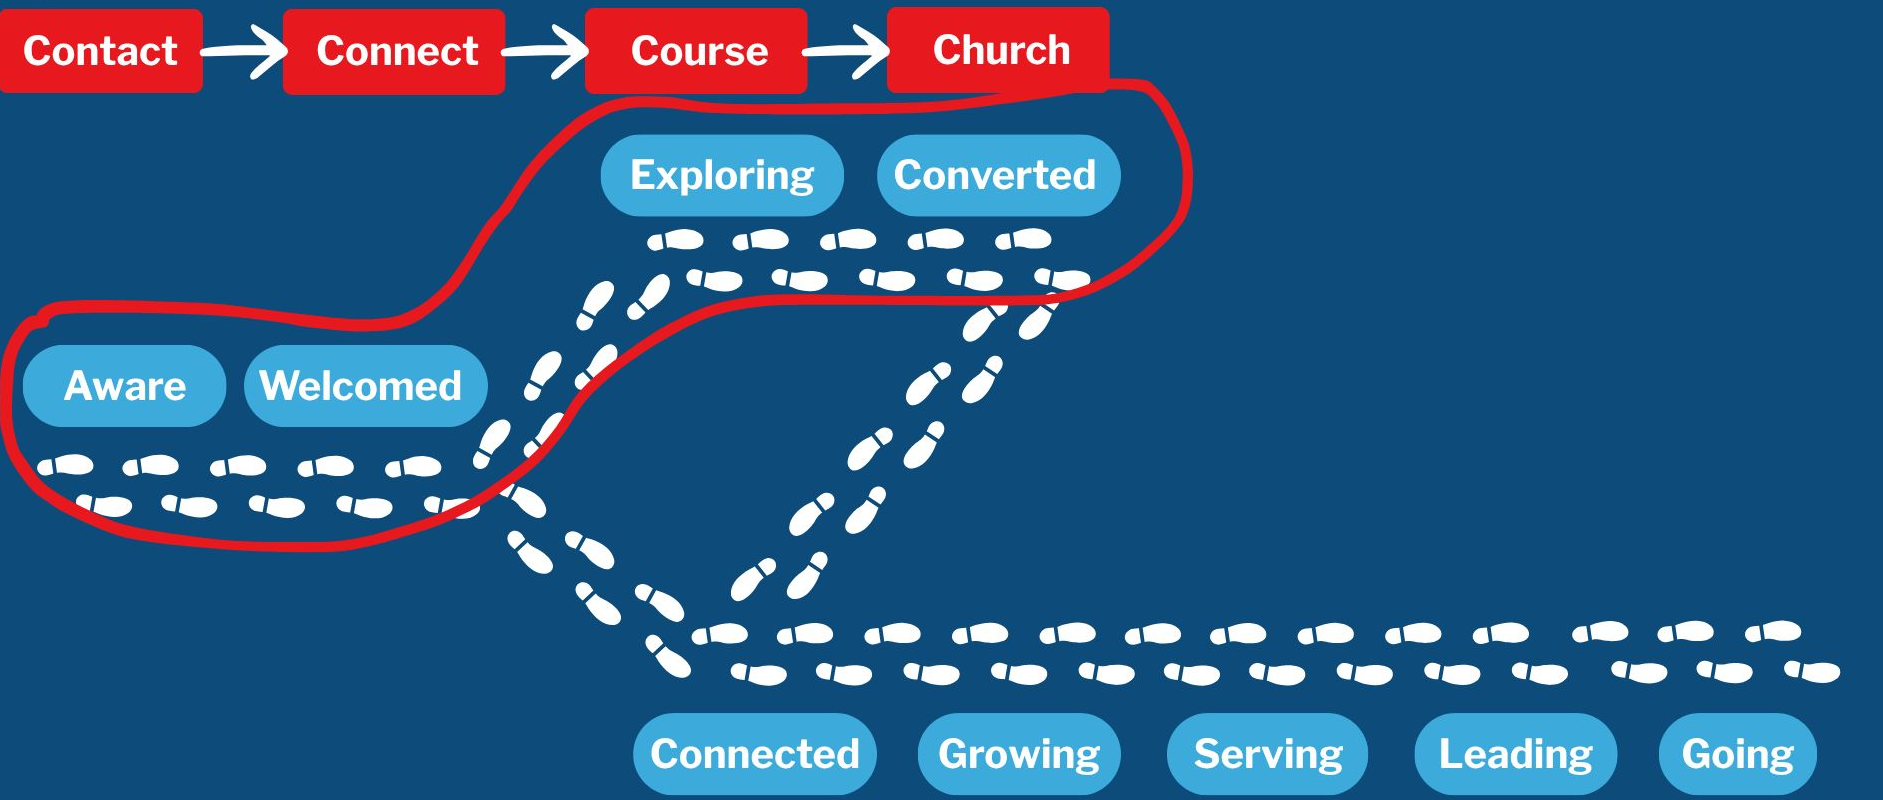 Contact Connect Course Church
Exploring Converted
Aware Welcomed
Connected Growing Serving Leading Going